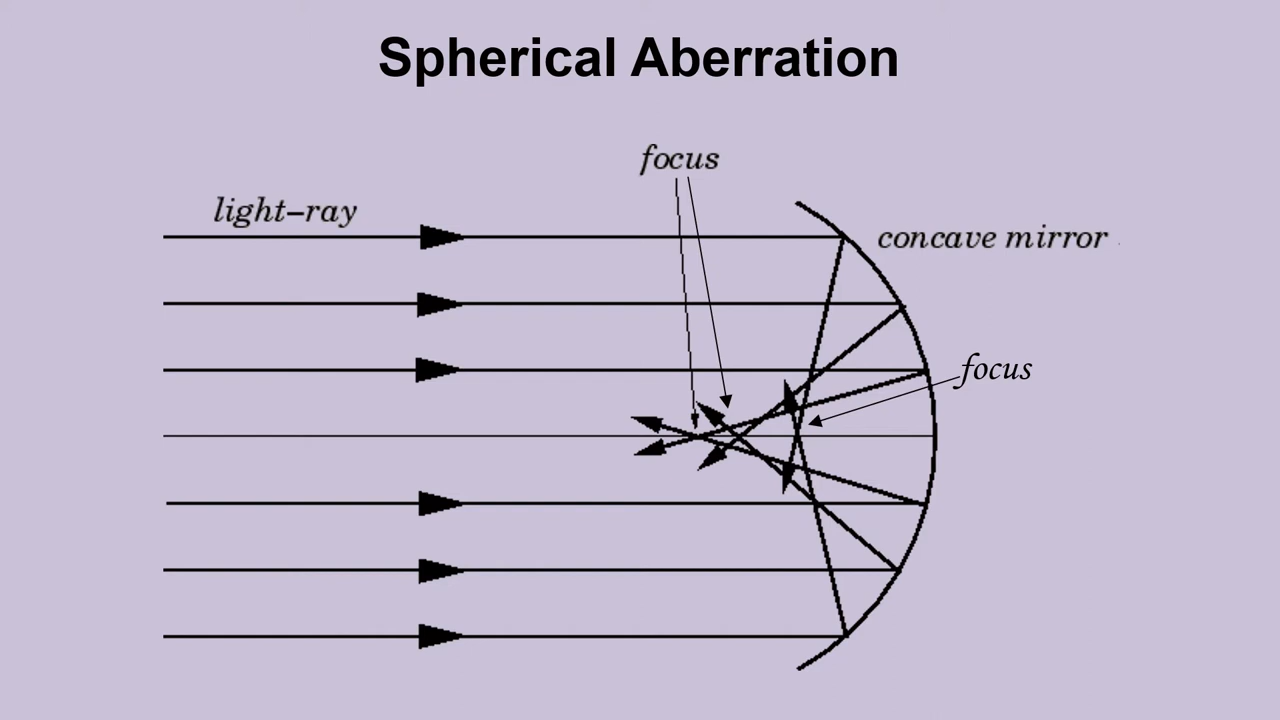 Spherical Aberration
focus
light-ray
concave mirror
focus